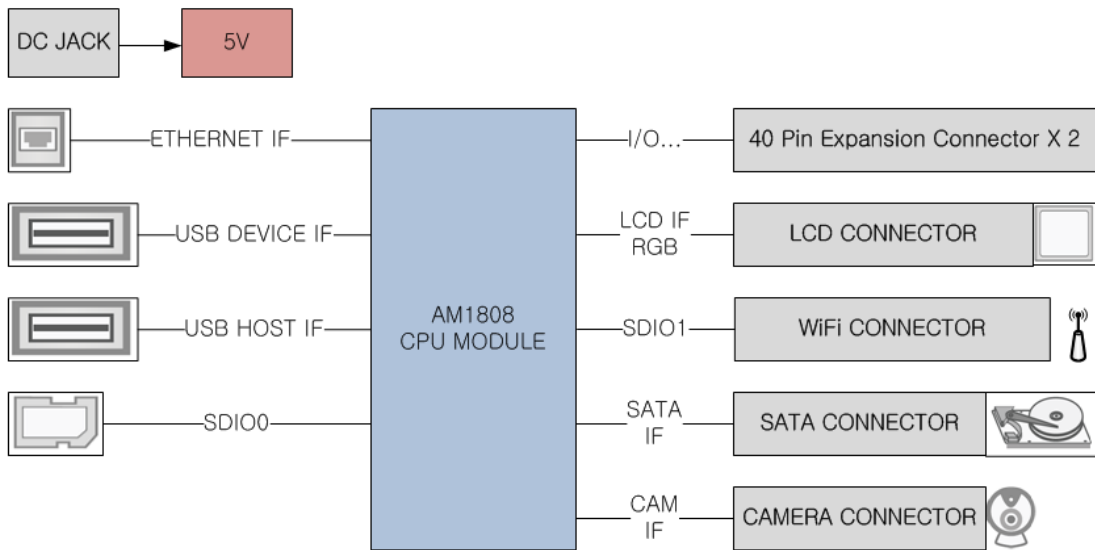 DC JACK
5V
ETHERNET IF
I/O...
40 Pin Expansion Connector X 2
USB DEVICE IF
LCD IF
RGB
LCD CONNECTOR
USB HOST IF
AM1808
CPU MODULE
SDIO1
WiFi CONNECTOR
SDIO0
SATA
IF
SATA CONNECTOR
CAM
IF
CAMERA CONNECTOR